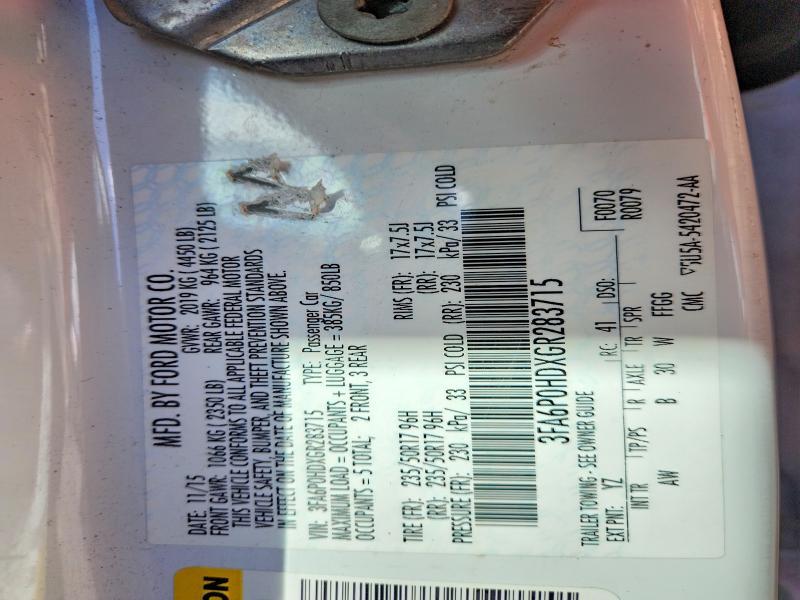 MFD. BY FORD MOTOR CO.
DATE: 11/15 GVWR: 2019 KG ( 4450 LB)
FRONT GAWR: 1066 KG ( 2350 LB) REAR GAWR: 964 KG ( 2125 LB)
THIS VEHICLE CONFORMS TO ALL APPLICABLE FEDERAL MOTOR
VEHICLE SAFETY, BUMPER, AND THEFT PREVENTION STANDARDS
IN EFFECT ON THE DATE OF MANUFACTURE SHOWN ABOVE.
VIN: 3FA6P0HDXGR283715 TYPE: Passenger Car
MAXIMUM LOAD = OCCUPANTS + LUGGAGE = 385KG/ 850LB
OCCUPANTS = 5 TOTAL; 2 FRONT, 3 REAR
TIRE (FR): 235/50R17 96H RIMS (FR): 17x7.5J
(RR): 235/50R17 96H (RR): 17x7.5J
PRESSURE (FR): 230 kPa/ 33 PSI COLD (RR): 230 kPa/ 33 PSI COLD
3FA6P0HDXGR283715
TRAILER TOWING - SEE OWNER GUIDE F0070
EXT PNT: YZ RC: 41 DSO: R0079
INT TR TP/PS R AXLE TR SPR
AW B 30 W FFGG
CMC ▽1U5A-5420472-AA
ON